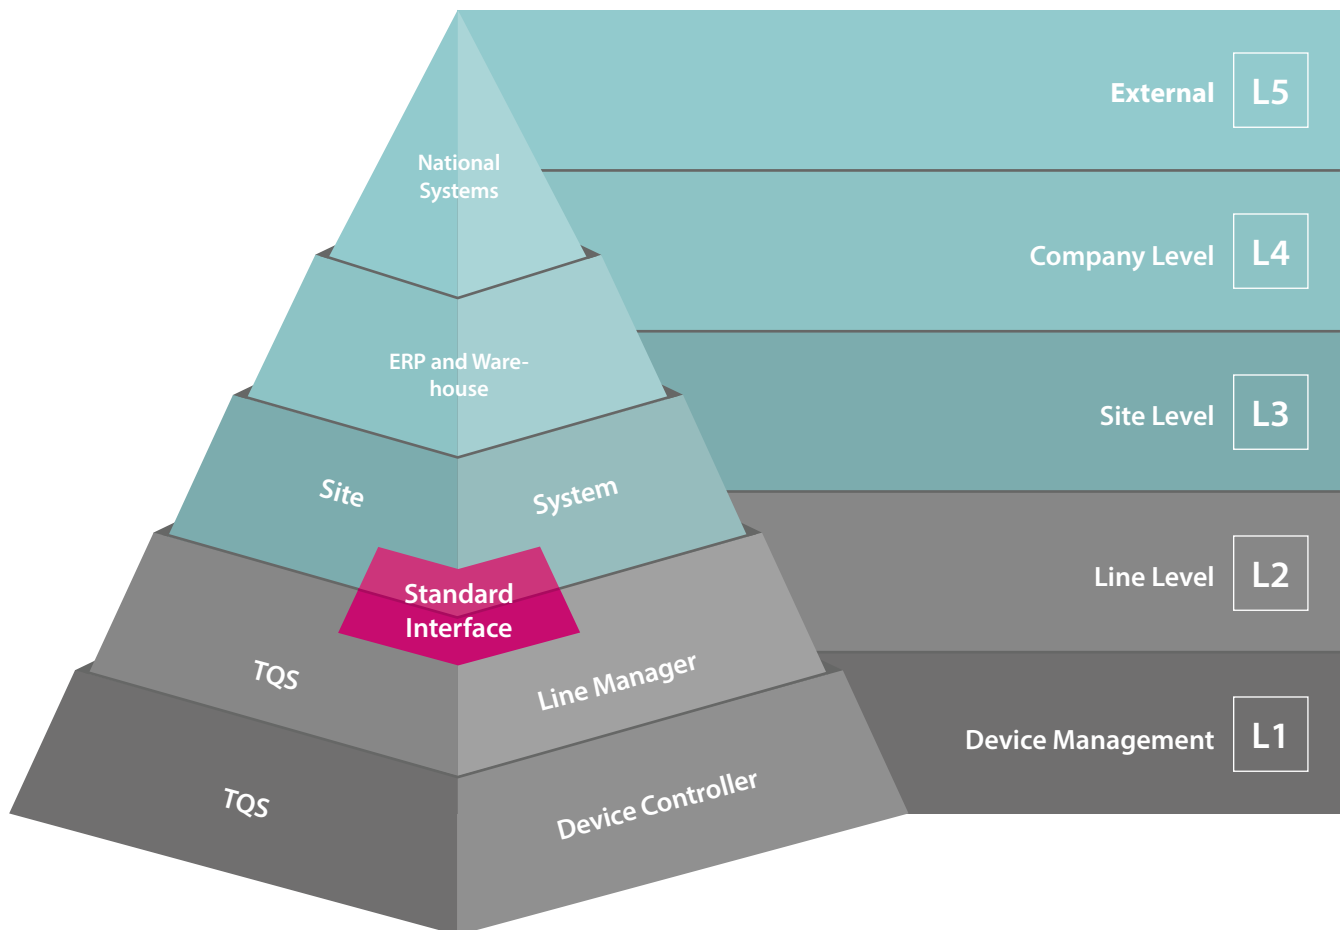 External
L5
National
Systems
Company Level
L4
ERP and Ware-
house
Site Level
L3
Site
System
Standard
Interface
Line Level
L2
TQS
Line Manager
Device Management
L1
TQS
Device Controller